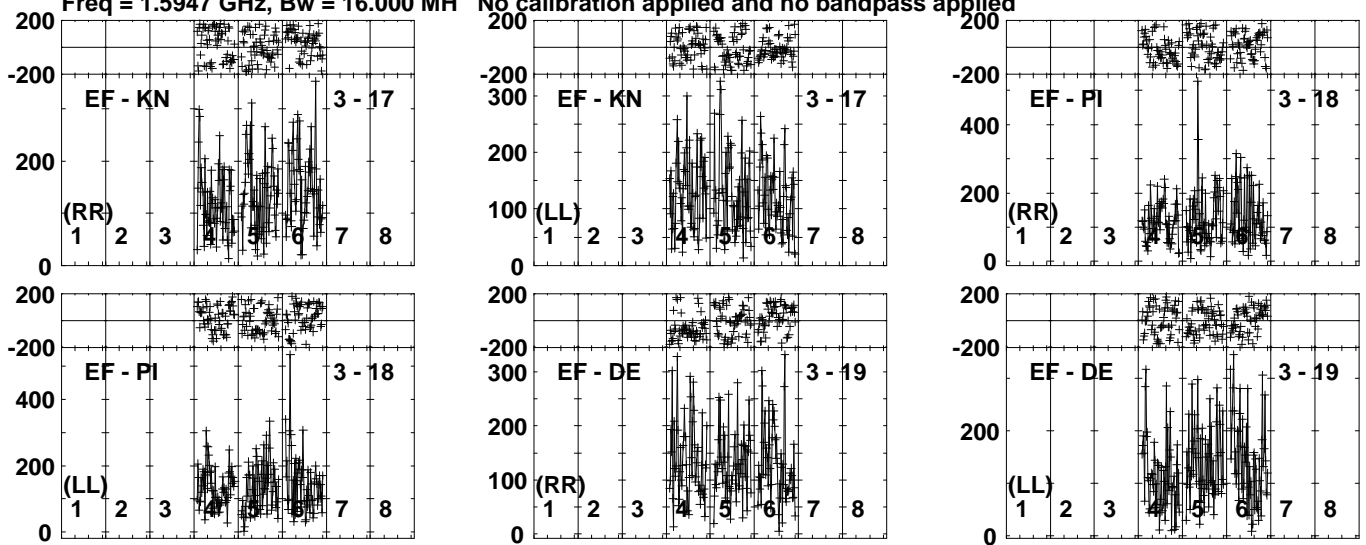 Freq = 1.5947 GHz, Bw = 16.000 MH No calibration applied and no bandpass applied
200
-200
EF - KN 3 - 17
200
(RR)
1 2 3 4 5 6 7 8
0
200
-200
300
EF - KN 3 - 17
200
100
(LL)
1 2 3 4 5 6 7 8
0
200
-200
EF - PI 3 - 18
400
200
(RR)
1 2 3 4 5 6 7 8
0
200
-200
EF - PI 3 - 18
400
200
(LL)
1 2 3 4 5 6 7 8
0
200
-200
300
EF - DE 3 - 19
200
100
(RR)
1 2 3 4 5 6 7 8
0
200
-200
EF - DE 3 - 19
200
(LL)
1 2 3 4 5 6 7 8
0